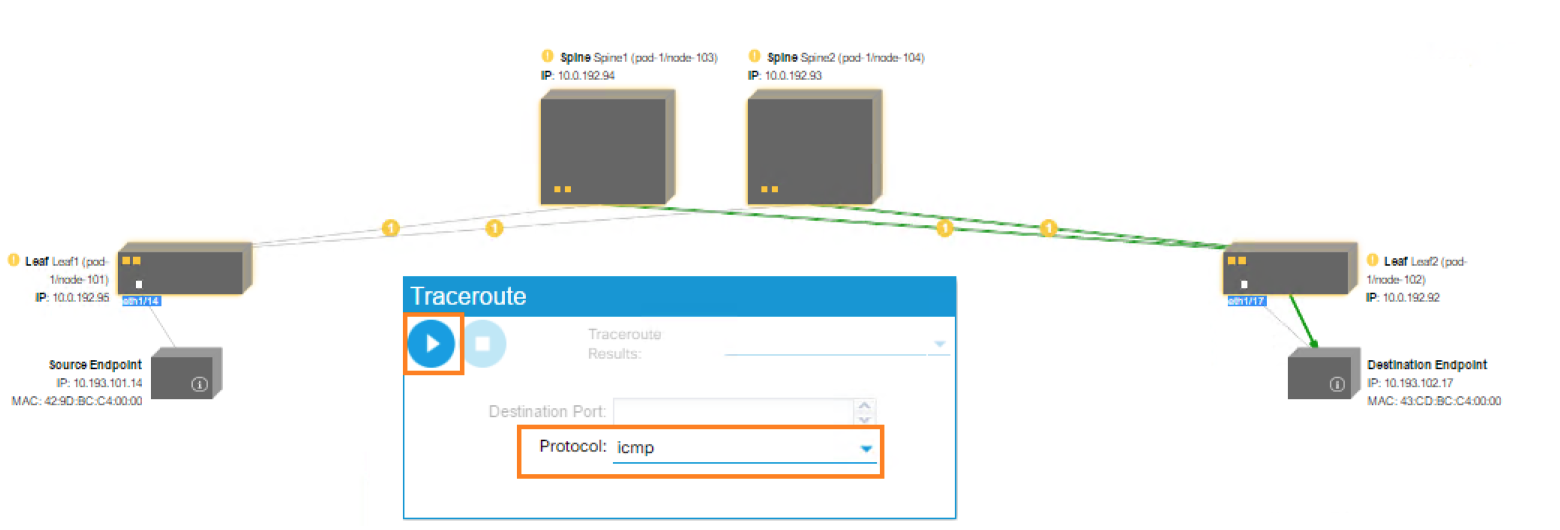 Spine Spine1 (pod-1/node-103)
IP: 10.0.192.94
Spine Spine2 (pod-1/node-104)
IP: 10.0.192.93
1
1
1
1
Leaf Leaf1 (pod-
1/node-101)
IP: 10.0.192.95
eth1/14
Leaf Leaf2 (pod-
1/node-102)
IP: 10.0.192.92
eth1/17
Source Endpoint
IP: 10.193.101.14
MAC: 42:9D:BC:C4:00:00
Traceroute
Traceroute
Results:
Destination Port:
Protocol: icmp
Destination Endpoint
IP: 10.193.102.17
MAC: 43:CD:BC:C4:00:00